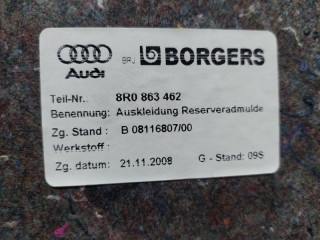 Audi BRJ BORGERS
Teil-Nr.: 8R0 863 462
Benennung: Auskleidung Reserveradmulde
Zg. Stand : B 08116807/00
Werkstoff :
Zg. datum: 21.11.2008 G - Stand: 09S